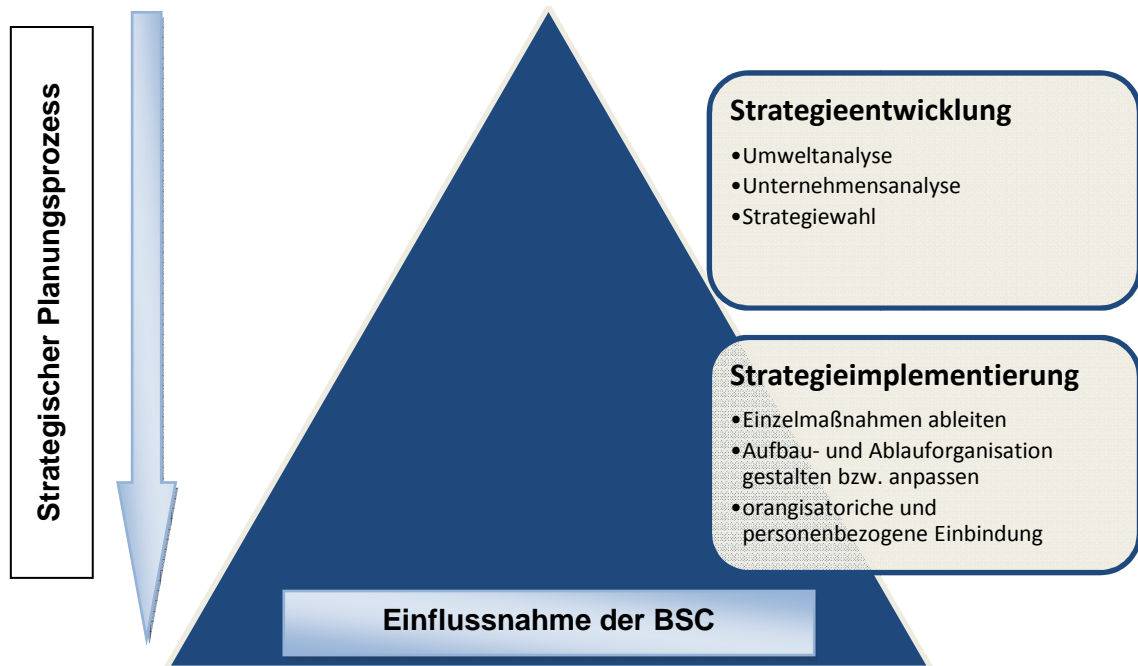 Strategischer Planungsprozess
Strategieentwicklung
•Umweltanalyse
•Unternehmensanalyse
•Strategiewahl
Strategieimplementierung
•Einzelmaßnahmen ableiten
•Aufbau- und Ablauforganisation
gestalten bzw. anpassen
•orangisatoriche und
personenbezogene Einbindung
Einflussnahme der BSC